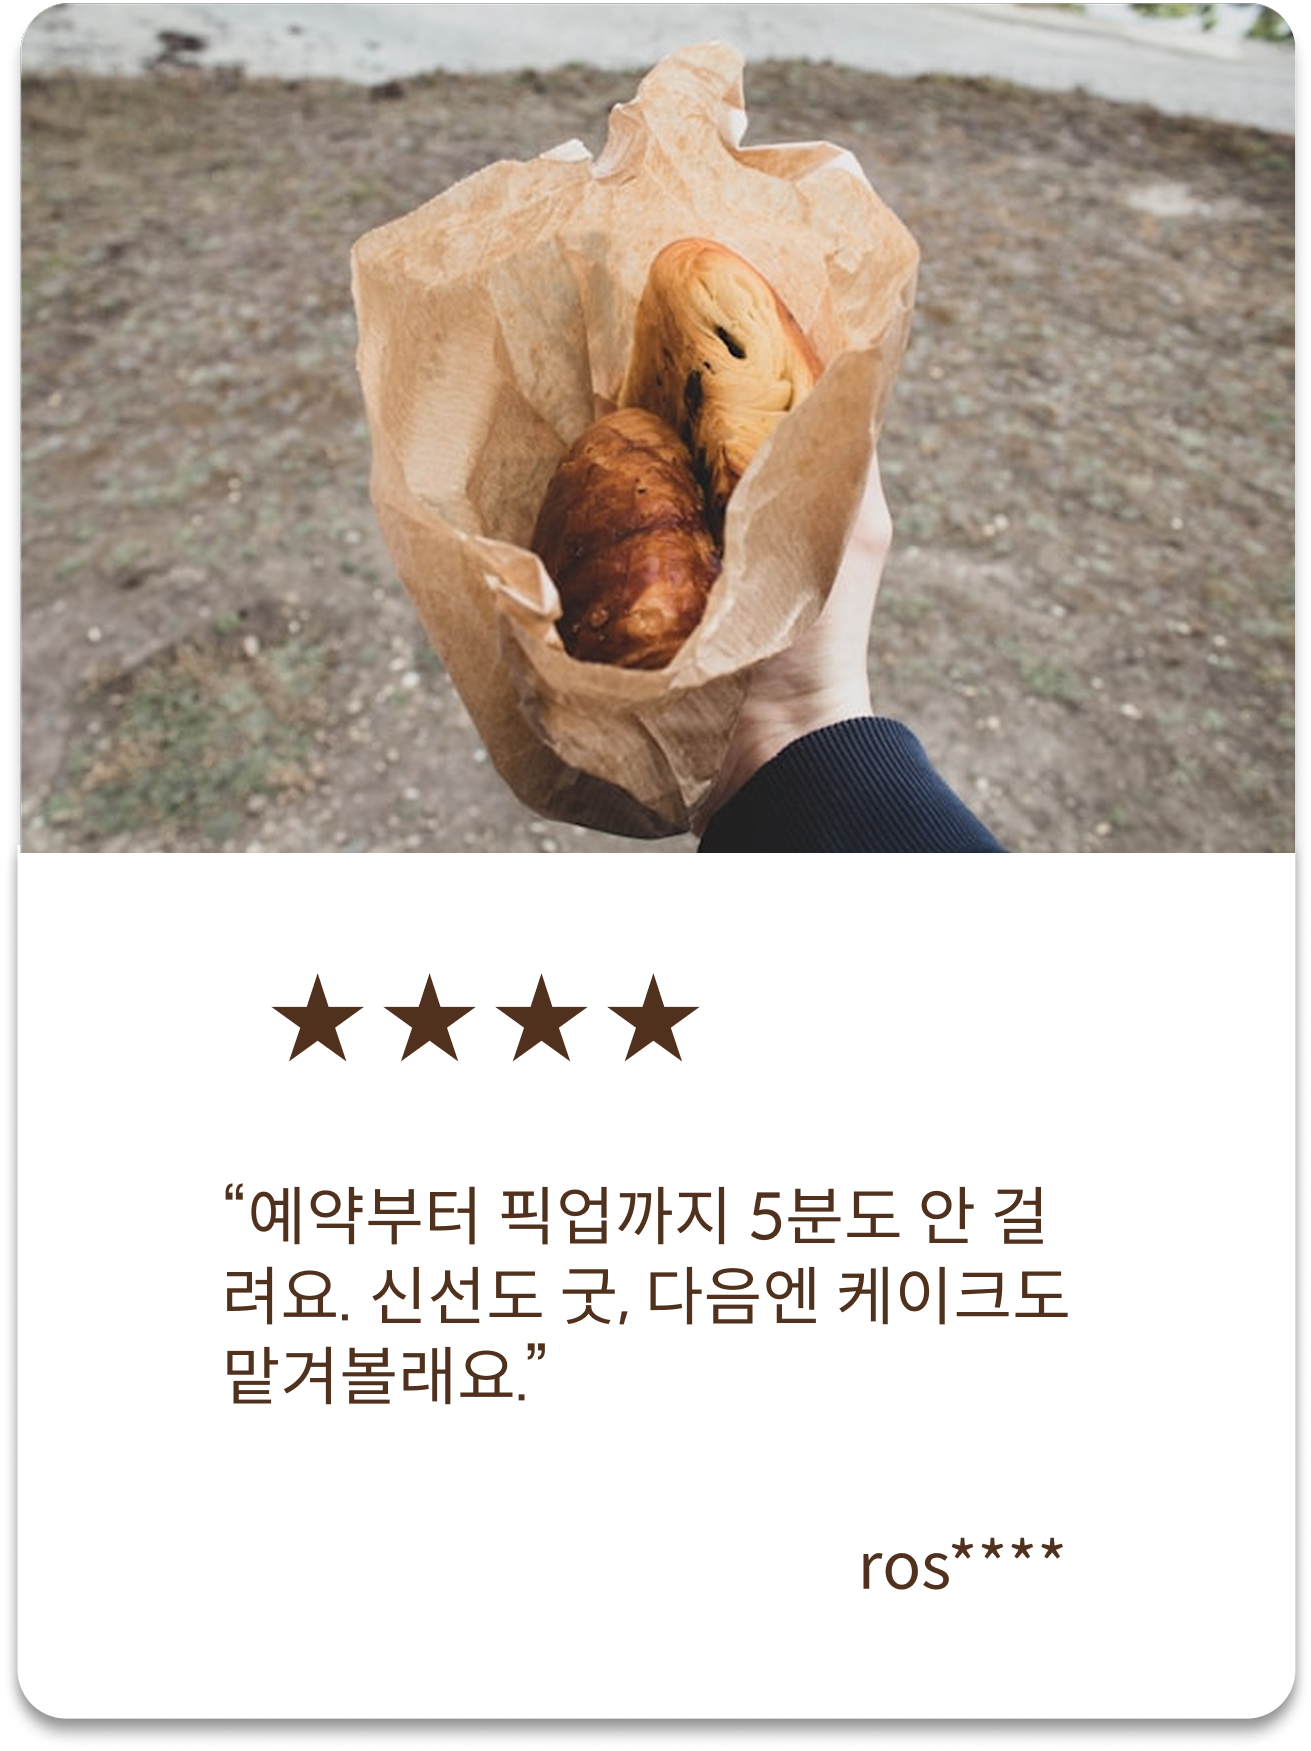 ★★★★
“예약부터 픽업까지 5분도 안 걸
려요. 신선도 굿, 다음엔 케이크도
맡겨볼래요.”
ros****